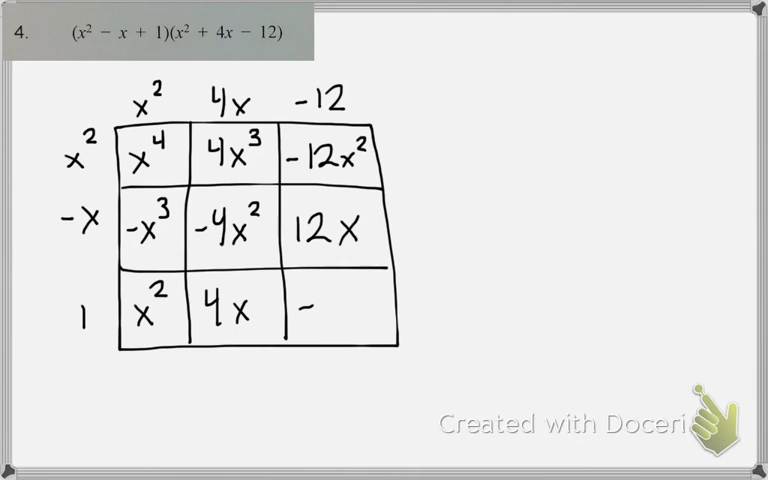 4. (x² − x + 1)(x² + 4x − 12)
x² 4x -12
x² x⁴ 4x³ -12x²
-x -x³ -4x² 12x
1 x² 4x -
Created with Doceri